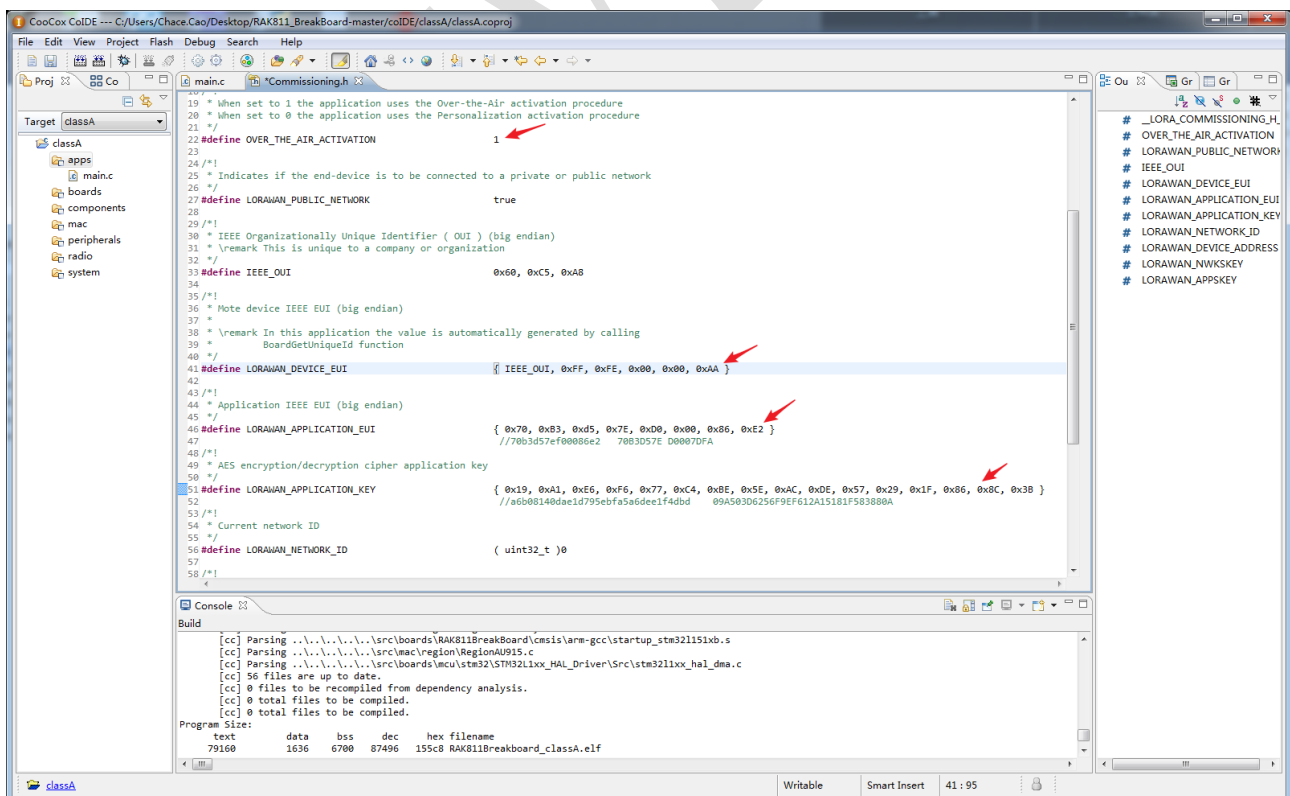 CooCox CoIDE --- C:/Users/Chace.Cao/Desktop/RAK811_BreakBoard-master/coIDE/classA/classA.coproj
File Edit View Project Flash Debug Search Help
Proj Co
Target classA
classA
apps
main.c
boards
components
mac
peripherals
radio
system
main.c *Commissioning.h
19 * When set to 1 the application uses the Over-the-Air activation procedure
20 * When set to 0 the application uses the Personalization activation procedure
21 */
22 #define OVER_THE_AIR_ACTIVATION 1
23
24 /*!
25 * Indicates if the end-device is to be connected to a private or public network
26 */
27 #define LORAWAN_PUBLIC_NETWORK true
28
29 /*!
30 * IEEE Organizationally Unique Identifier ( OUI ) (big endian)
31 * \remark This is unique to a company or organization
32 */
33 #define IEEE_OUI 0x60, 0xC5, 0xA8
34
35 /*!
36 * Mote device IEEE EUI (big endian)
37 *
38 * \remark In this application the value is automatically generated by calling
39 * BoardGetUniqueId function
40 */
41 #define LORAWAN_DEVICE_EUI { IEEE_OUI, 0xFF, 0xFE, 0x00, 0x00, 0xAA }
42
43 /*!
44 * Application IEEE EUI (big endian)
45 */
46 #define LORAWAN_APPLICATION_EUI { 0x70, 0xB3, 0xd5, 0x7E, 0xD0, 0x00, 0x86, 0xE2 }
47 //70b3d57ef00086e2 70B3D57E D0007DFA
48 /*!
49 * AES encryption/decryption cipher application key
50 */
51 #define LORAWAN_APPLICATION_KEY { 0x19, 0xA1, 0xE6, 0xF6, 0x77, 0xC4, 0xBE, 0x5E, 0xAC, 0xDE, 0x57, 0x29, 0x1F, 0x86, 0x8C, 0x3B }
52 //a6b08140dae1d795ebfa5a6dee1f4dbd 09A503D6256F9EF612A15181F583880A
53 /*!
54 * Current network ID
55 */
56 #define LORAWAN_NETWORK_ID ( uint32_t )0
57
58 /*!
Ou Gr Gr
# __LORA_COMMISSIONING_H_
# OVER_THE_AIR_ACTIVATION
# LORAWAN_PUBLIC_NETWORK
# IEEE_OUI
# LORAWAN_DEVICE_EUI
# LORAWAN_APPLICATION_EUI
# LORAWAN_APPLICATION_KEY
# LORAWAN_NETWORK_ID
# LORAWAN_DEVICE_ADDRESS
# LORAWAN_NWKSKEY
# LORAWAN_APPSKEY
Console
Build
[cc] Parsing ..\..\..\..\src\boards\RAK811BreakBoard\cmsis\arm-gcc\startup_stm32l151xb.s
[cc] Parsing ..\..\..\..\src\mac\region\RegionAU915.c
[cc] Parsing ..\..\..\..\src\boards\mcu\stm32\STM32L1xx_HAL_Driver\Src\stm32l1xx_hal_dma.c
[cc] 56 files are up to date.
[cc] 0 files to be recompiled from dependency analysis.
[cc] 0 total files to be compiled.
[cc] 0 total files to be compiled.
Program Size:
text data bss dec hex filename
79160 1636 6700 87496 155c8 RAK811Breakboard_classA.elf
classA Writable Smart Insert 41 : 95